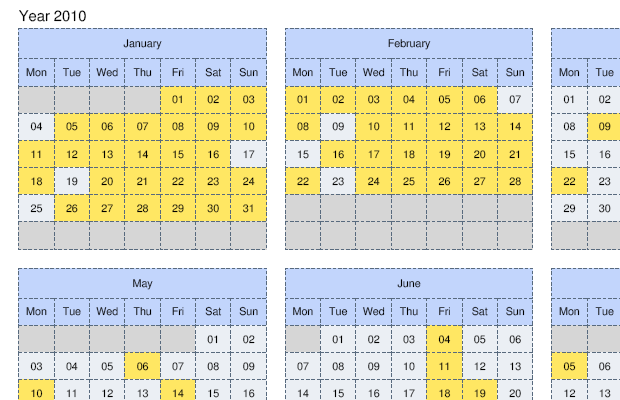 Year 2010
January February
Mon Tue Wed Thu Fri Sat Sun Mon Tue Wed Thu Fri Sat Sun Mon Tue
01 02 03 01 02 03 04 05 06 07 01 02
04 05 06 07 08 09 10 08 09 10 11 12 13 14 08 09
11 12 13 14 15 16 17 15 16 17 18 19 20 21 15 16
18 19 20 21 22 23 24 22 23 24 25 26 27 28 22 23
25 26 27 28 29 30 31 29 30
May June
Mon Tue Wed Thu Fri Sat Sun Mon Tue Wed Thu Fri Sat Sun Mon Tue
01 02 01 02 03 04 05 06
03 04 05 06 07 08 09 07 08 09 10 11 12 13 05 06
10 11 12 13 14 15 16 14 15 16 17 18 19 20 12 13